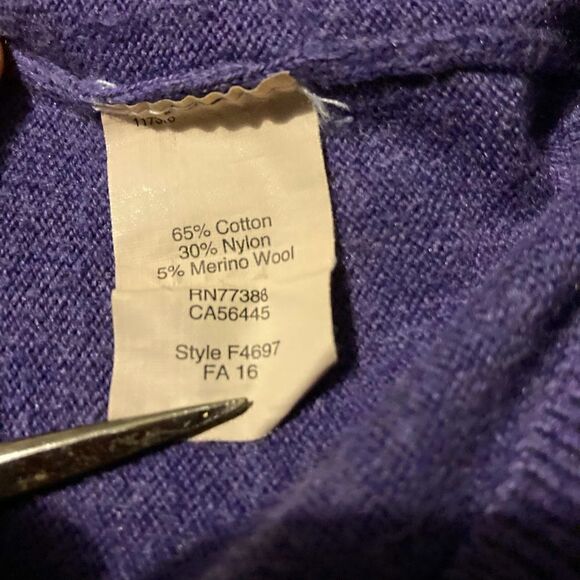 65% Cotton
30% Nylon
5% Merino Wool
RN77388
CA56445
Style F4697
FA 16